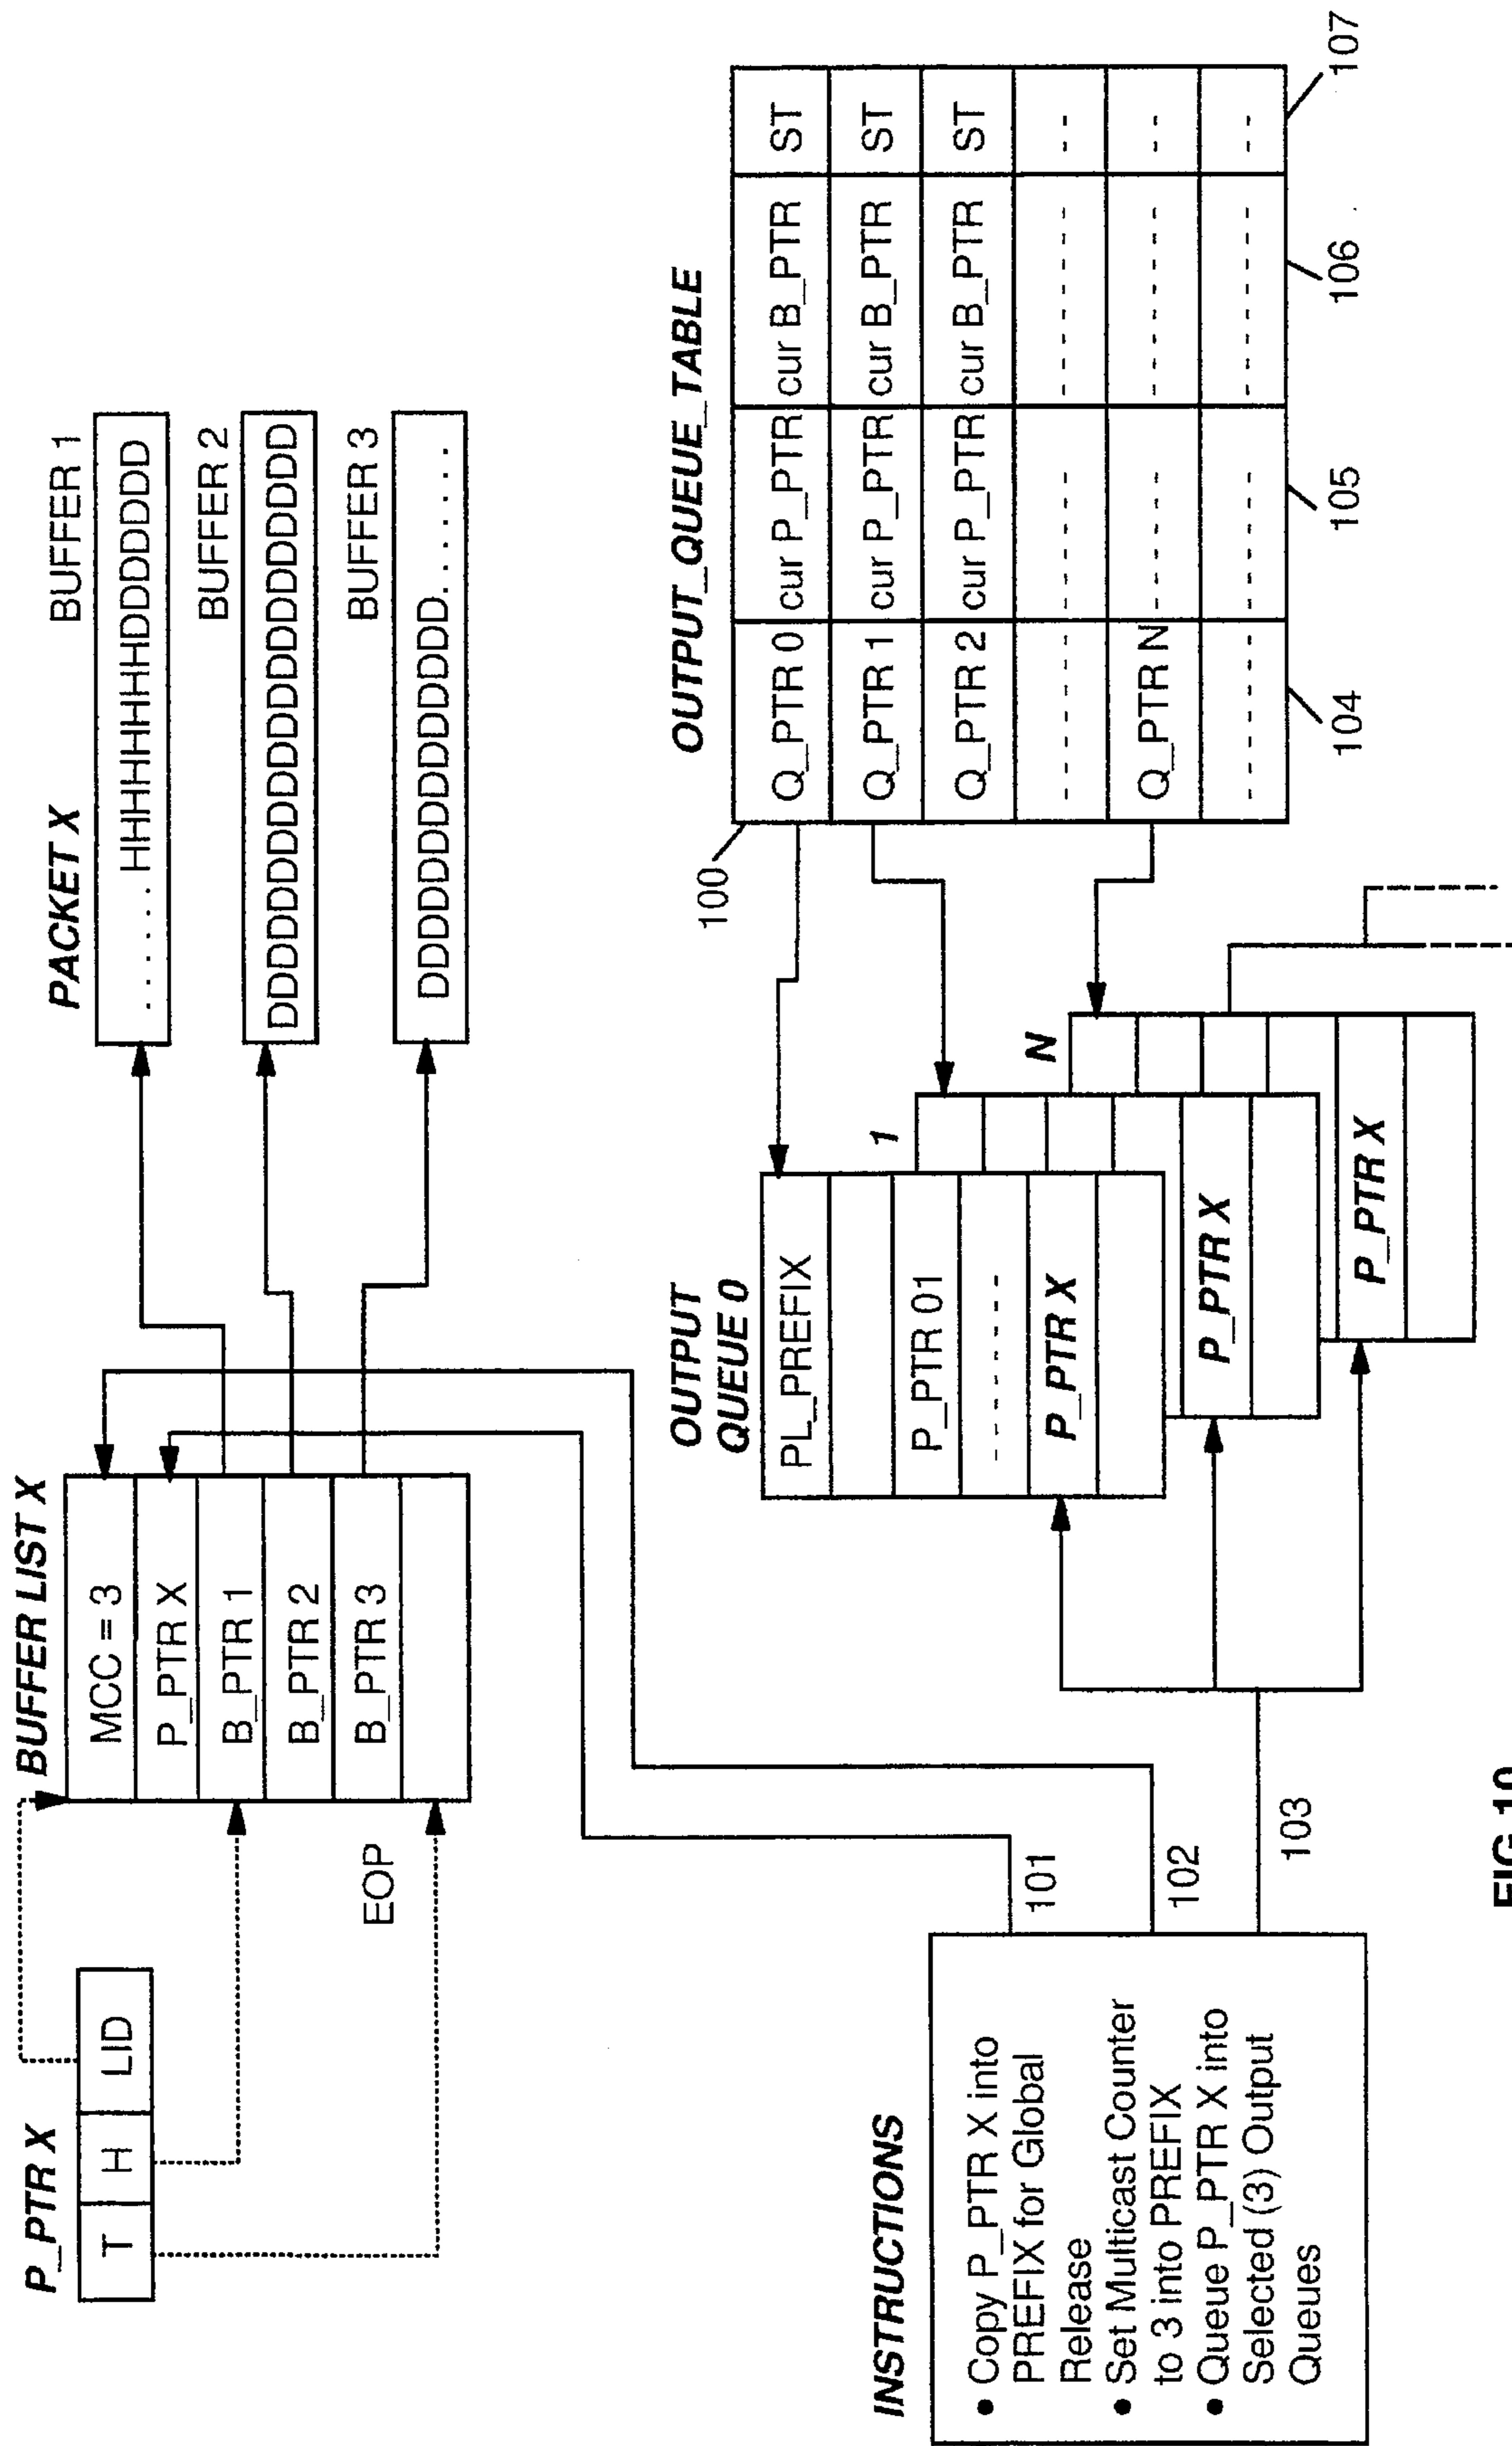 P_PTR X
T H LID
EOP
BUFFER LIST X
MCC = 3
P_PTR X
B_PTR 1
B_PTR 2
B_PTR 3
PACKET X
BUFFER 1
. . . . . . HHHHHHHHHDDDDDDD
BUFFER 2
BUFFER 3
INSTRUCTIONS
• Copy P_PTR X into
PREFIX for Global
Release
• Set Multicast Counter
to 3 into PREFIX
• Queue P_PTR X into
Selected (3) Output
Queues
101
102
103
OUTPUT
QUEUE 0
PL_PREFIX
P_PTR 01
- - - - - - -
P_PTR X
1
P_PTR X
N
P_PTR X
OUTPUT_QUEUE_TABLE
100
Q_PTR 0 cur P_PTR cur B_PTR ST
Q_PTR 1 cur P_PTR cur B_PTR ST
Q_PTR 2 cur P_PTR cur B_PTR ST
- - - - - - - - - - - - - - - - - - - - - - - - - -
Q_PTR N - - - - - - - - - - - - - - - - - -
- - - - - - - - - - - - - - - - - - - - - - - - - -
104 105 106 107
FIG.10